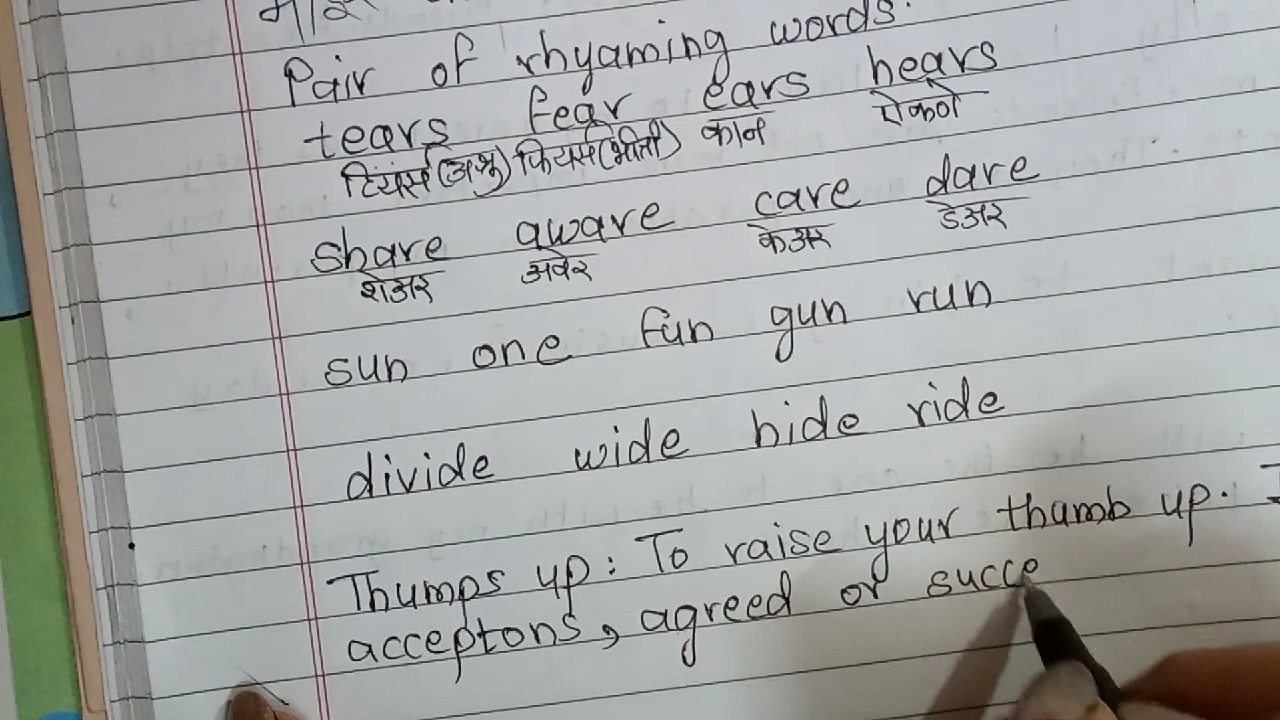 Pair of rhyaming words.
tears fear ears hears
टियर्स (अश्रू) फियर्स (भीती) कान ऐकणे
share aware care dare
शेअर अवेर केअर डेअर
sun one fun gun run
divide wide hide ride
Thumps up: To raise your thumb up.
acceptons, agreed or succe